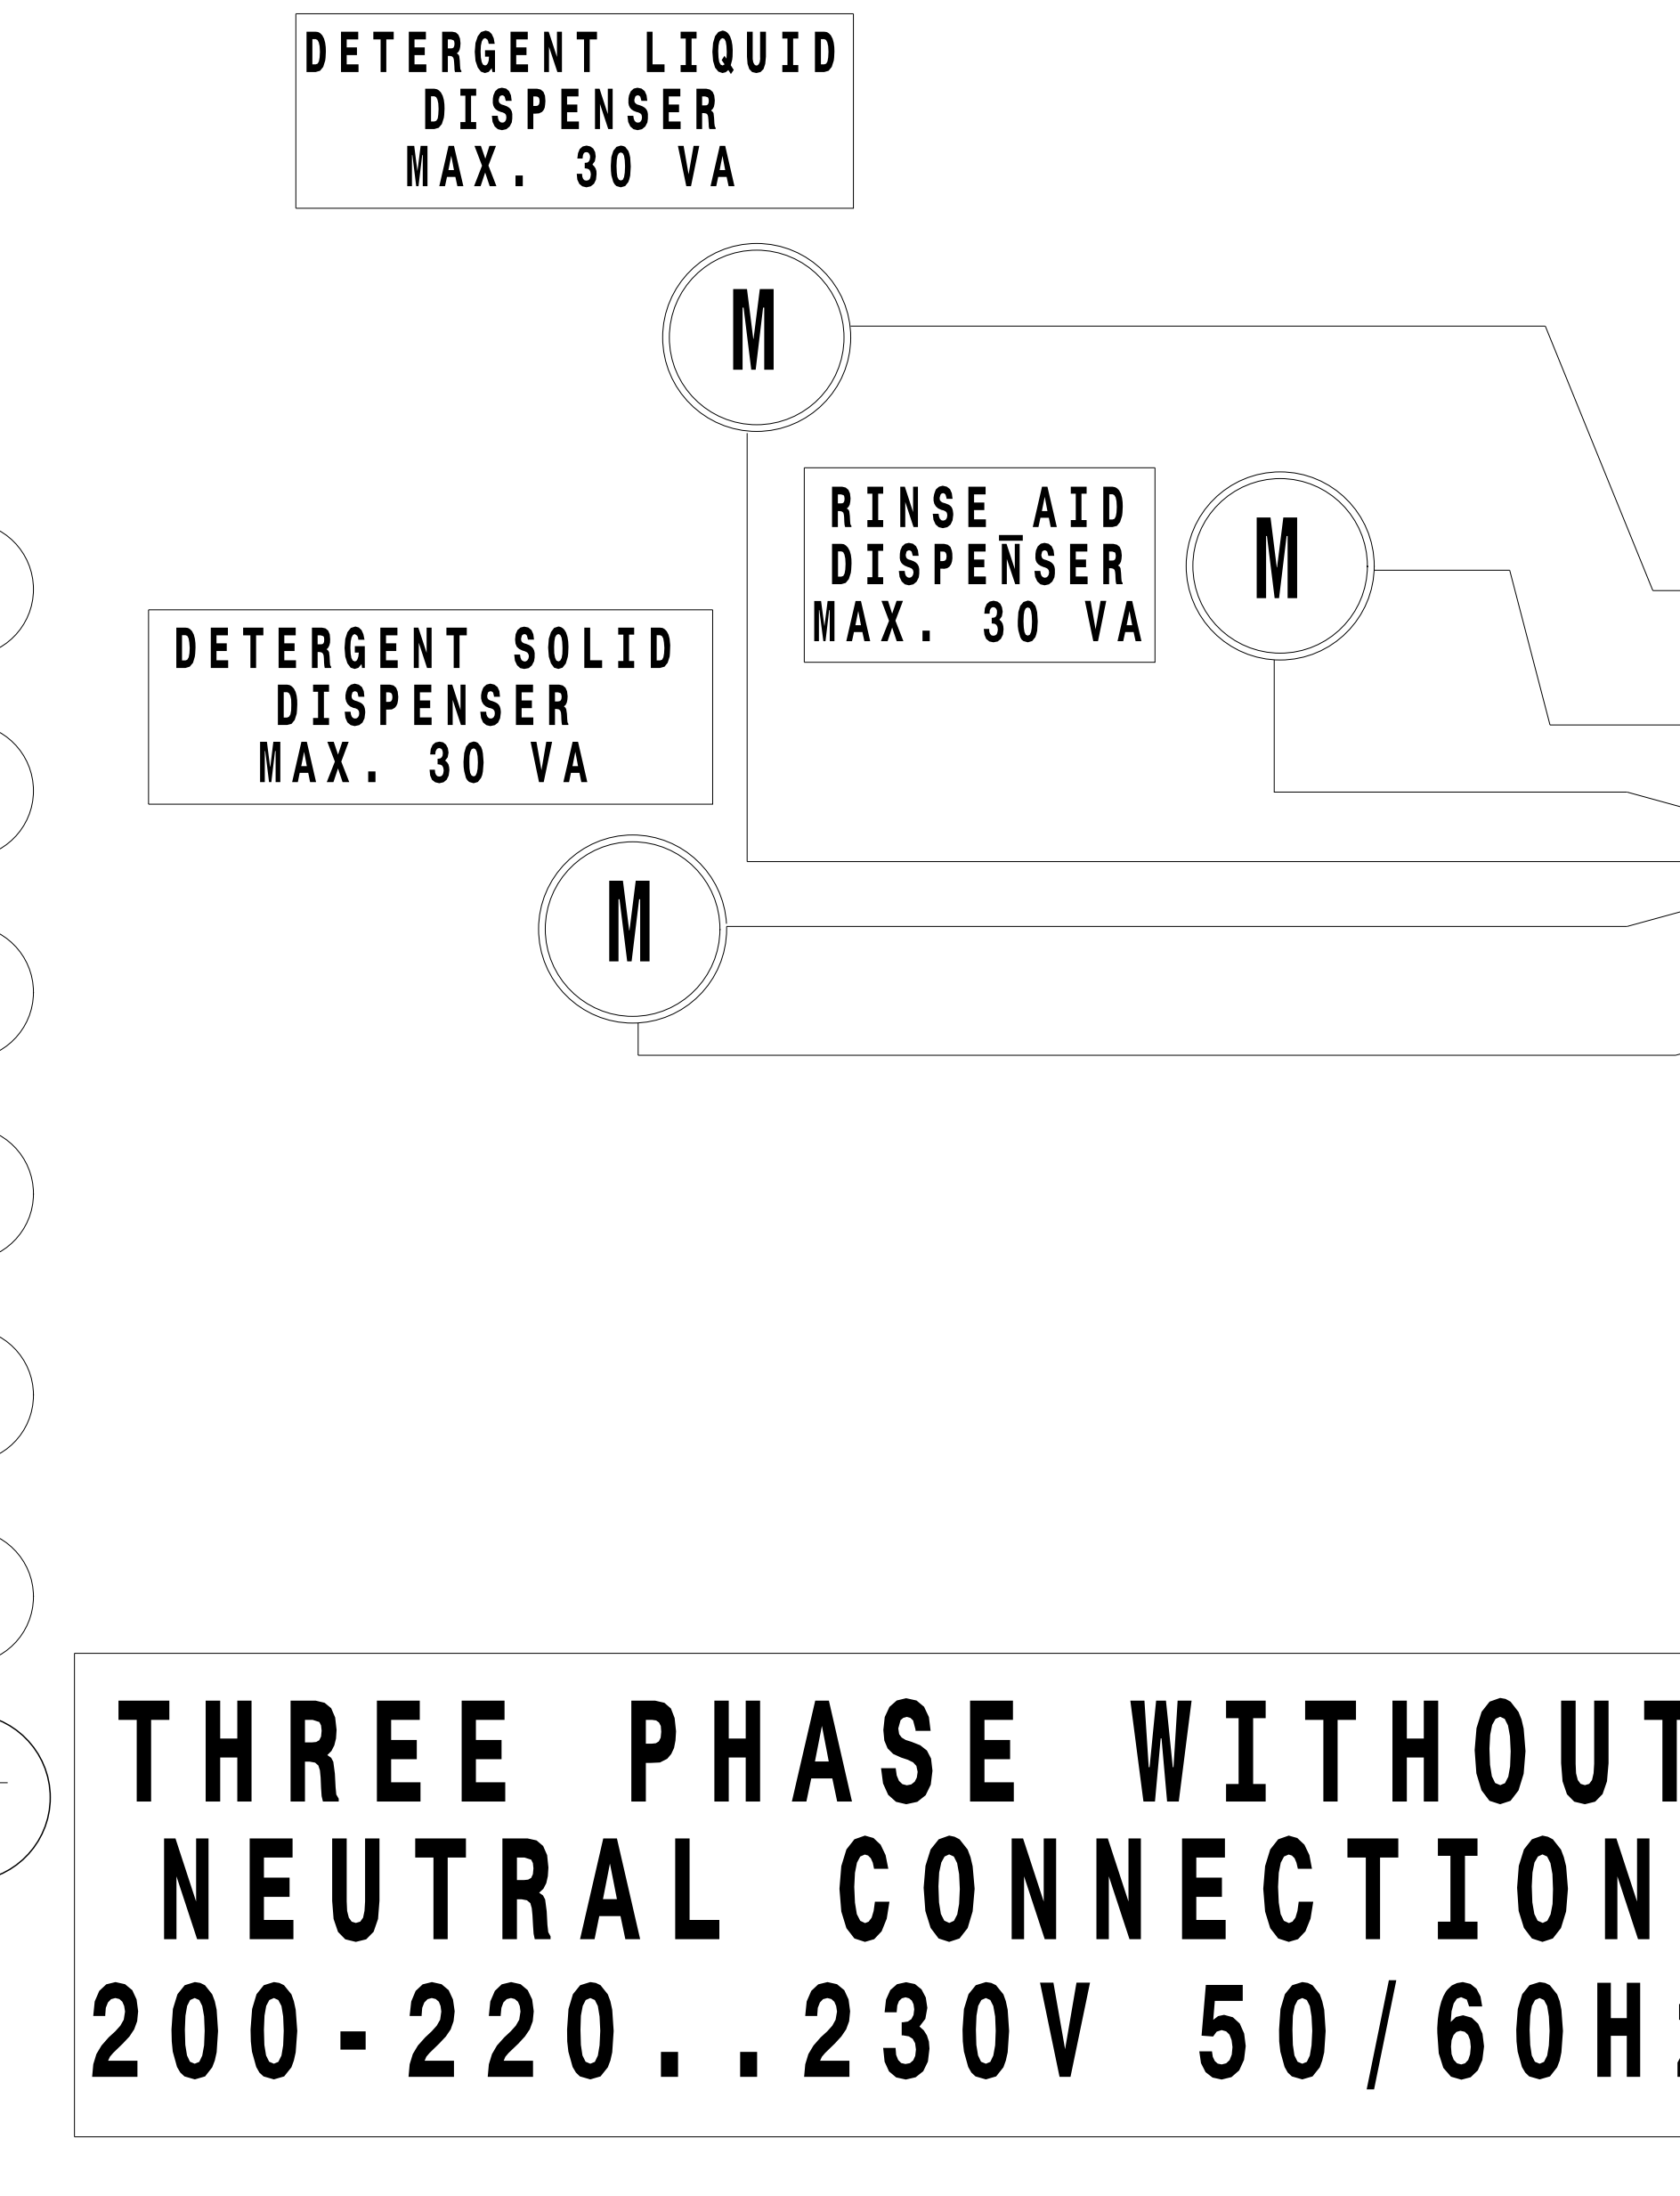 DETERGENT LIQUID
DISPENSER
MAX. 30 VA
M
RINSE_AID
DISPENSER
MAX. 30 VA
M
DETERGENT SOLID
DISPENSER
MAX. 30 VA
M
THREE PHASE WITHOUT
NEUTRAL CONNECTION
200-220..230V 50/60Hz